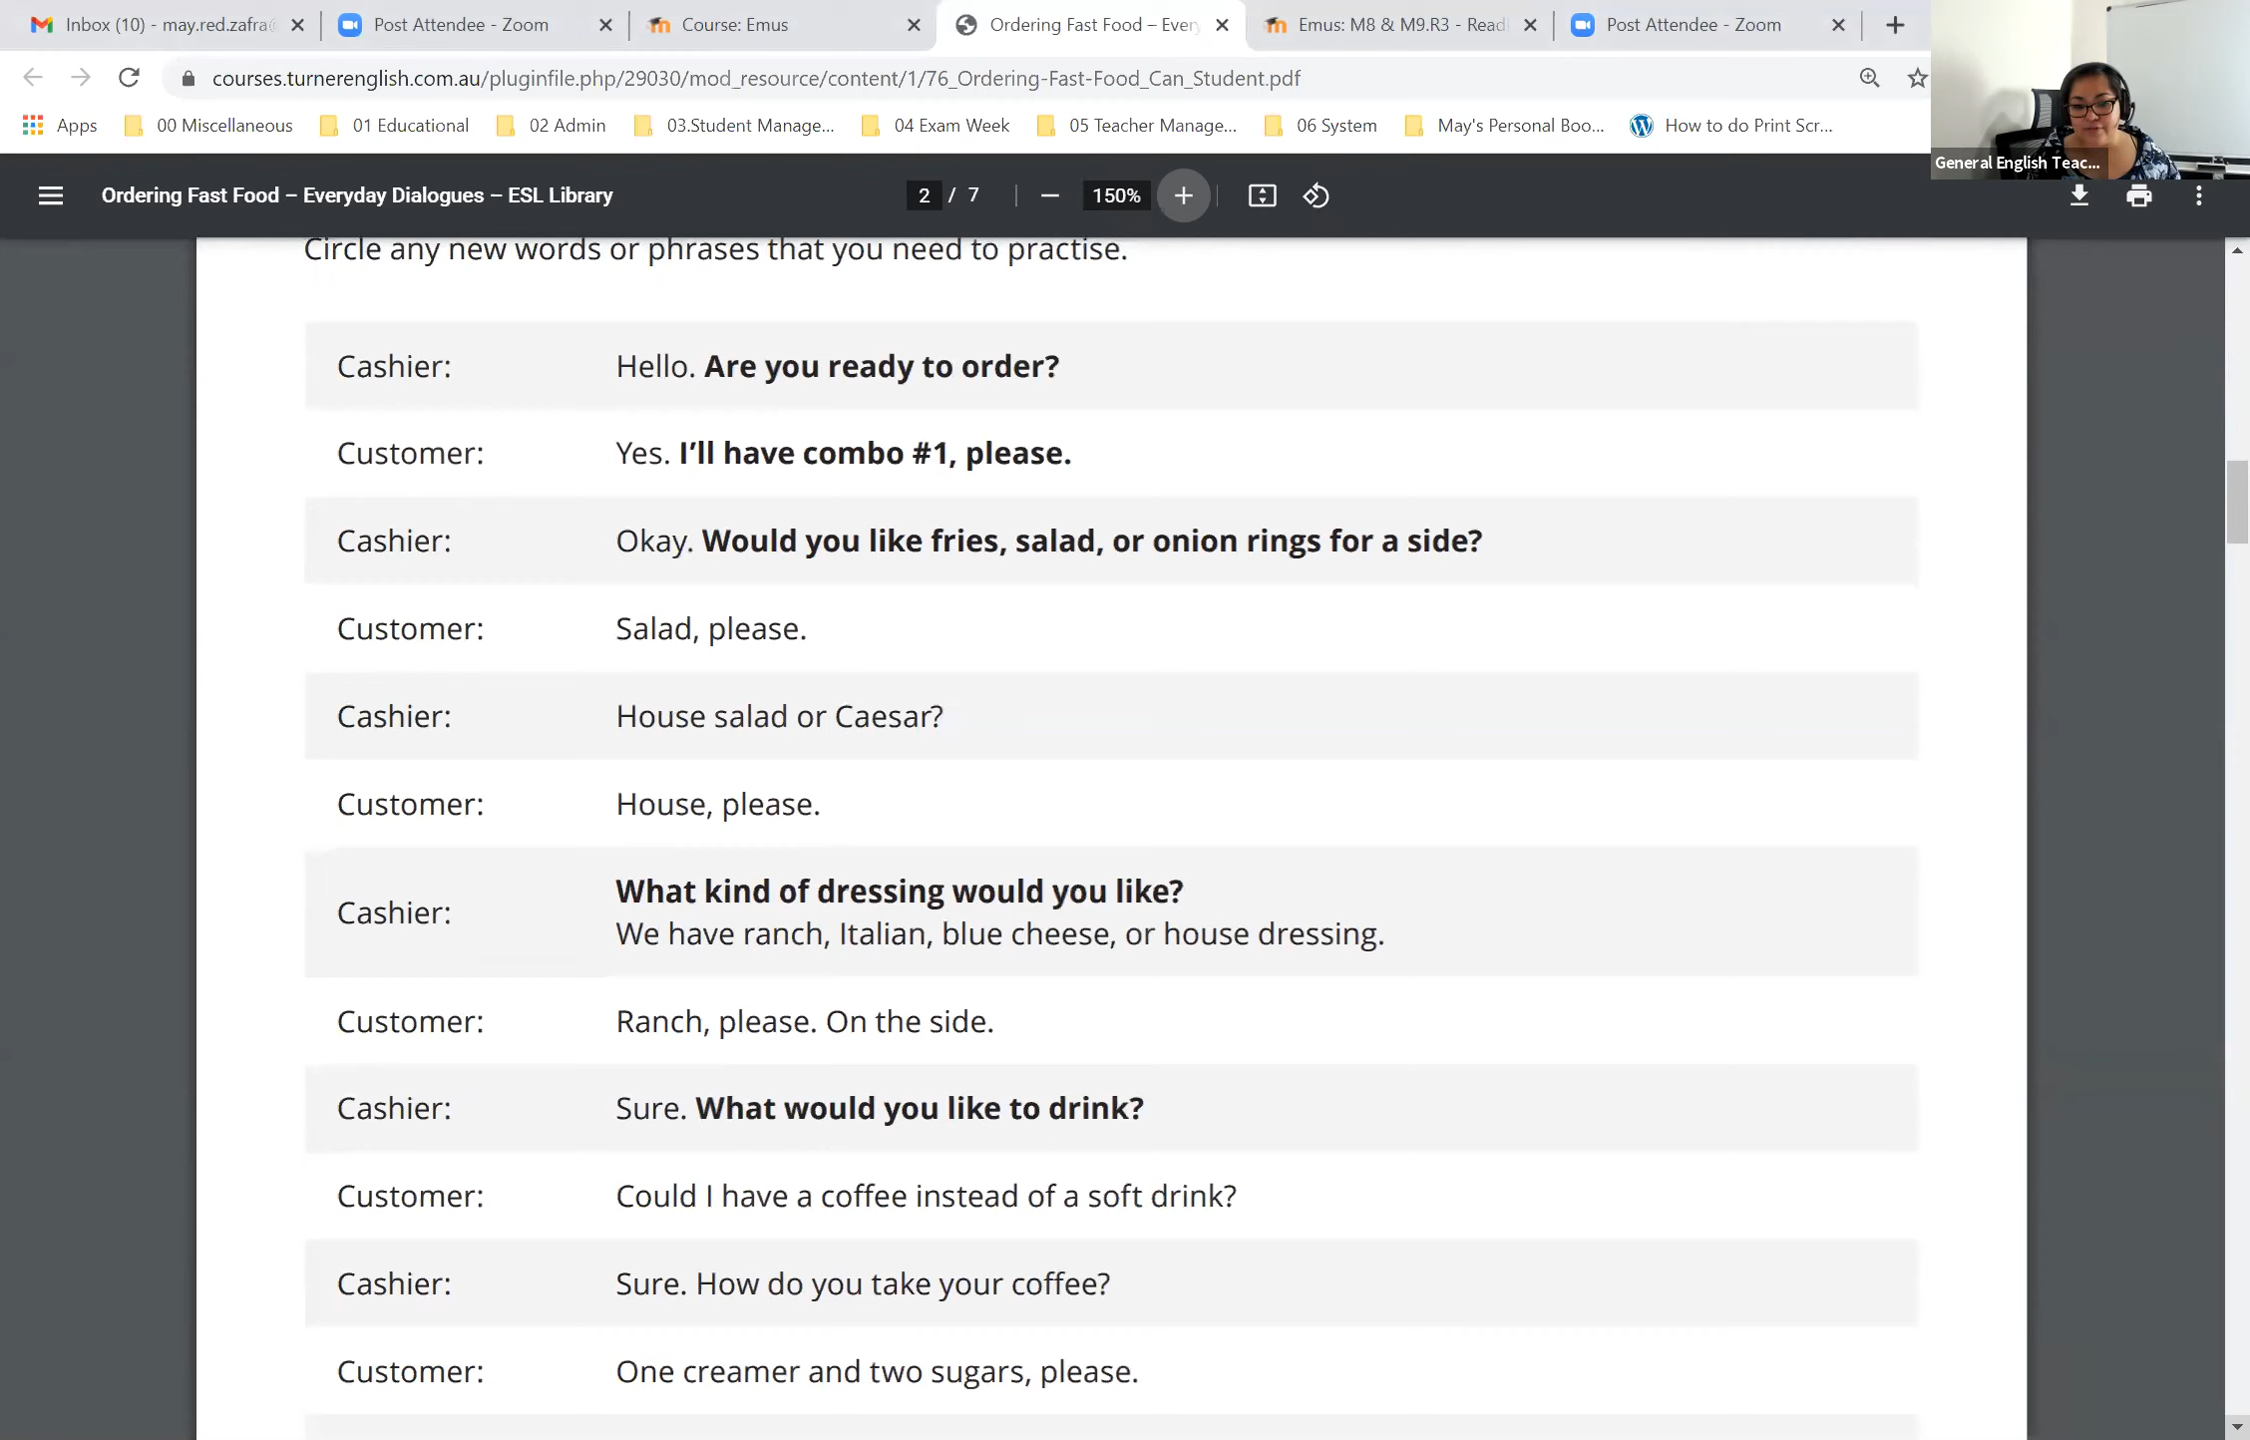 Inbox (10) - may.red.zafra@
Post Attendee - Zoom
Course: Emus
Ordering Fast Food – Every
Emus: M8 & M9.R3 - Read
Post Attendee - Zoom
courses.turnerenglish.com.au/pluginfile.php/29030/mod_resource/content/1/76_Ordering-Fast-Food_Can_Student.pdf
Apps
00 Miscellaneous
01 Educational
02 Admin
03.Student Manage...
04 Exam Week
05 Teacher Manage...
06 System
May's Personal Boo...
How to do Print Scr...
General English Teac...
Ordering Fast Food – Everyday Dialogues – ESL Library
2 / 7
150%
Circle any new words or phrases that you need to practise.
Cashier: Hello. Are you ready to order?
Customer: Yes. I’ll have combo #1, please.
Cashier: Okay. Would you like fries, salad, or onion rings for a side?
Customer: Salad, please.
Cashier: House salad or Caesar?
Customer: House, please.
Cashier: What kind of dressing would you like?
We have ranch, Italian, blue cheese, or house dressing.
Customer: Ranch, please. On the side.
Cashier: Sure. What would you like to drink?
Customer: Could I have a coffee instead of a soft drink?
Cashier: Sure. How do you take your coffee?
Customer: One creamer and two sugars, please.